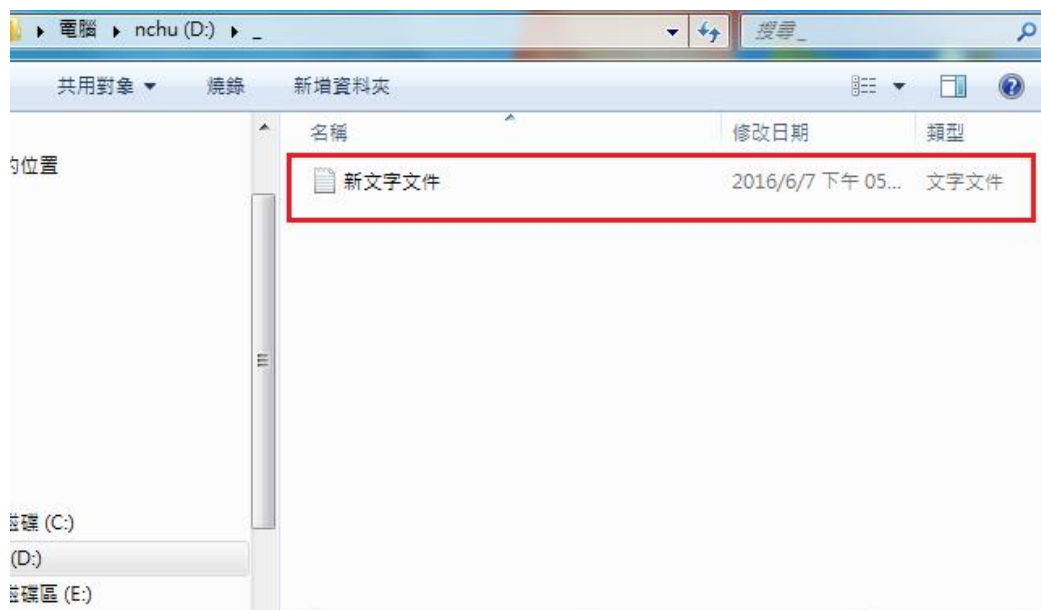 電腦 ▸ nchu (D:) ▸ _
搜尋_
共用對象 燒錄 新增資料夾
名稱 修改日期 類型
的位置
新文字文件 2016/6/7 下午 05... 文字文件
磁碟 (C:)
(D:)
磁碟區 (E:)